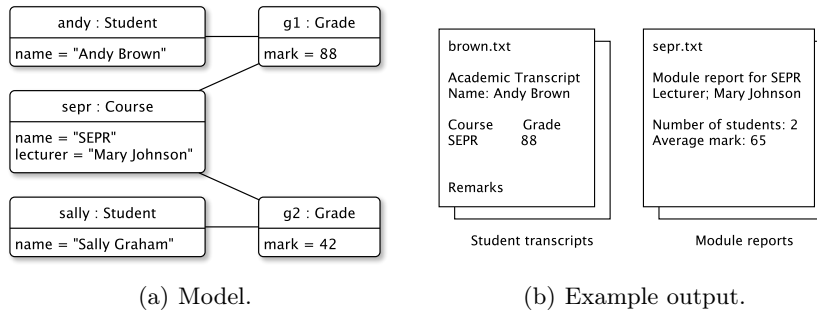 andy : Student
name = "Andy Brown"
g1 : Grade
mark = 88
sepr : Course
name = "SEPR"
lecturer = "Mary Johnson"
sally : Student
name = "Sally Graham"
g2 : Grade
mark = 42
(a) Model.
brown.txt
Academic Transcript
Name: Andy Brown
Course Grade
SEPR 88
Remarks
Student transcripts
sepr.txt
Module report for SEPR
Lecturer; Mary Johnson
Number of students: 2
Average mark: 65
Module reports
(b) Example output.